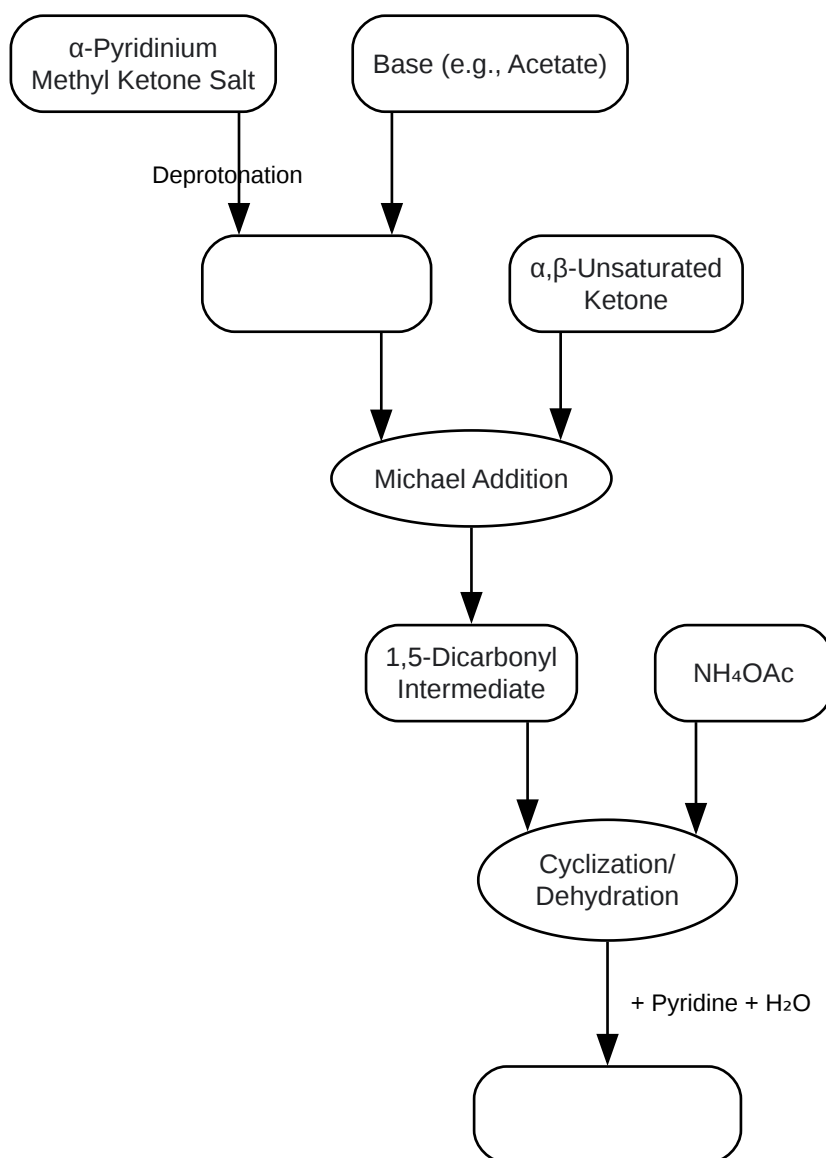 α-Pyridinium
Methyl Ketone Salt
Base (e.g., Acetate)
Deprotonation
α,β-Unsaturated
Ketone
Michael Addition
1,5-Dicarbonyl
Intermediate
NH₄OAc
Cyclization/
Dehydration
+ Pyridine + H₂O